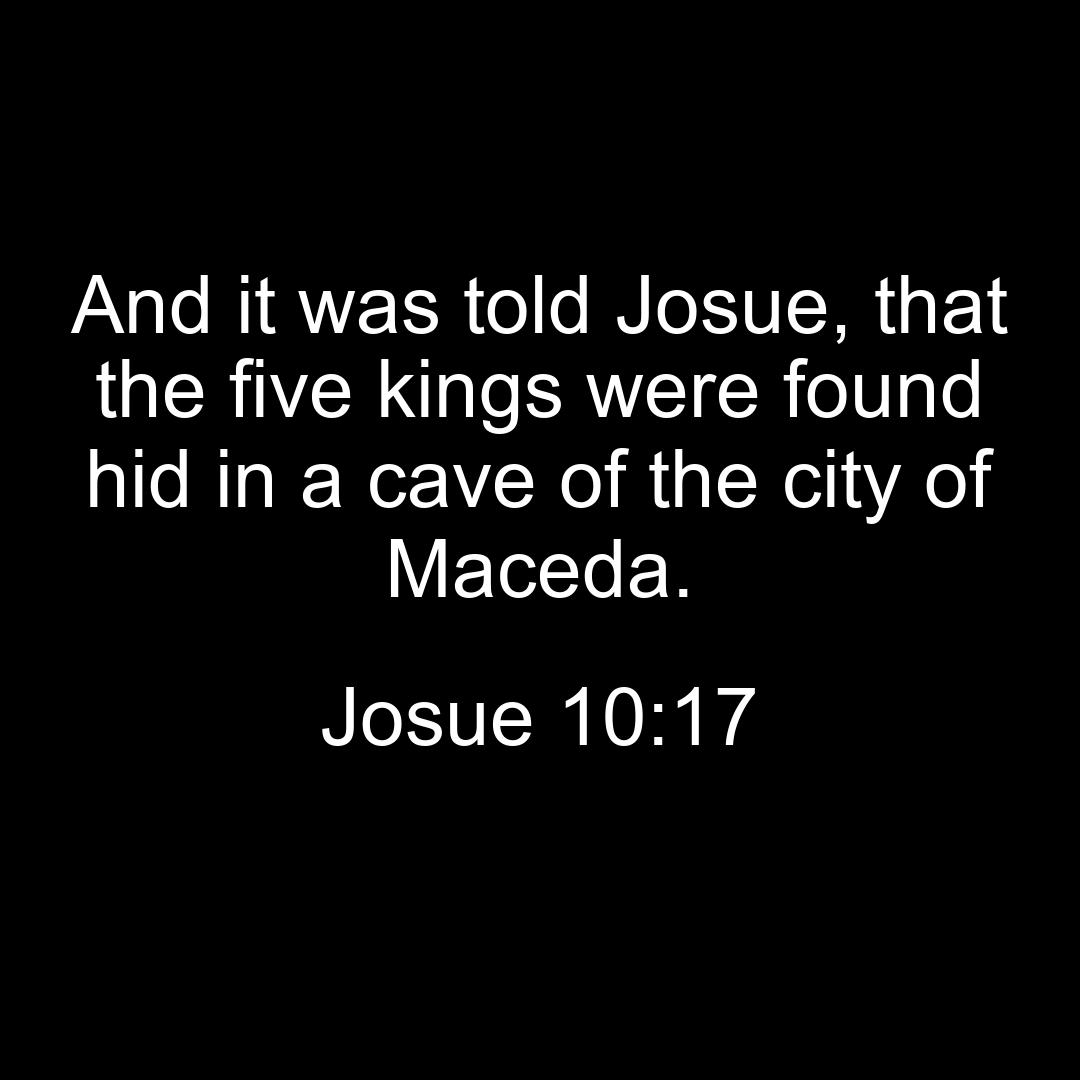 And it was told Josue, that
the five kings were found
hid in a cave of the city of
Maceda.
Josue 10:17